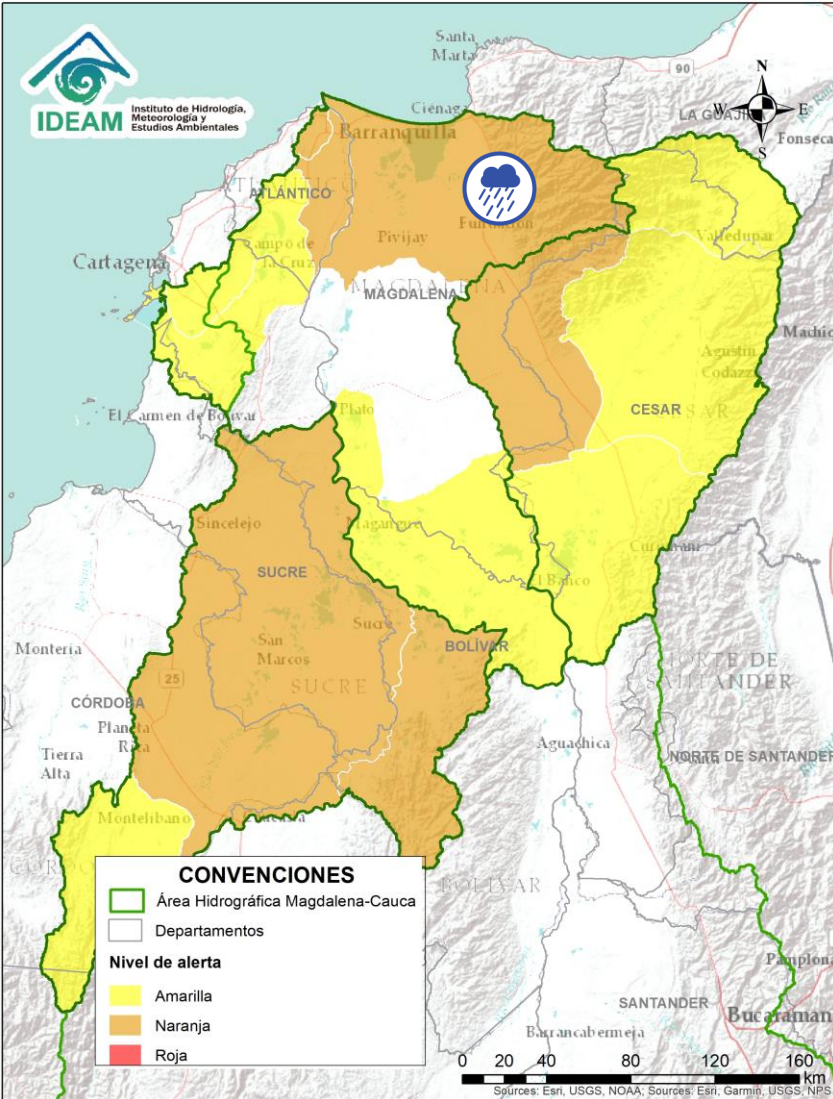 IDEAM
Instituto de Hidrología,
Meteorología y
Estudios Ambientales
Santa
Marta
90
N
W
E
S
LA GUAJIR
Fonseca
Ciénaga
Barranquilla
ATLÁNTICO
Fundación
Pivijay
Valledupar
Campo de
la Cruz
Cartagena
MAGDALENA
MAGDALENA
Agustín
Codazzi
CESAR
CESAR
Plato
El Carmen de Bolívar
Sincelejo
Magangué
SUCRE
El Banco
Sucre
BOLÍVAR
San
Marcos
SUCRE
Montería
25
NORTE DE
SANTANDER
CÓRDOBA
Planeta
Rica
Tierra
Alta
Aguachica
NORTE DE SANTANDER
Montelíbano
BOLÍVAR
CONVENCIONES
Área Hidrográfica Magdalena-Cauca
Departamentos
Nivel de alerta
Amarilla
Naranja
Roja
Pamplona
SANTANDER
Bucaraman
Barrancabermeja
0 20 40 80 120 160
km
Sources: Esri, USGS, NOAA; Sources: Esri, Garmin, USGS, NPS